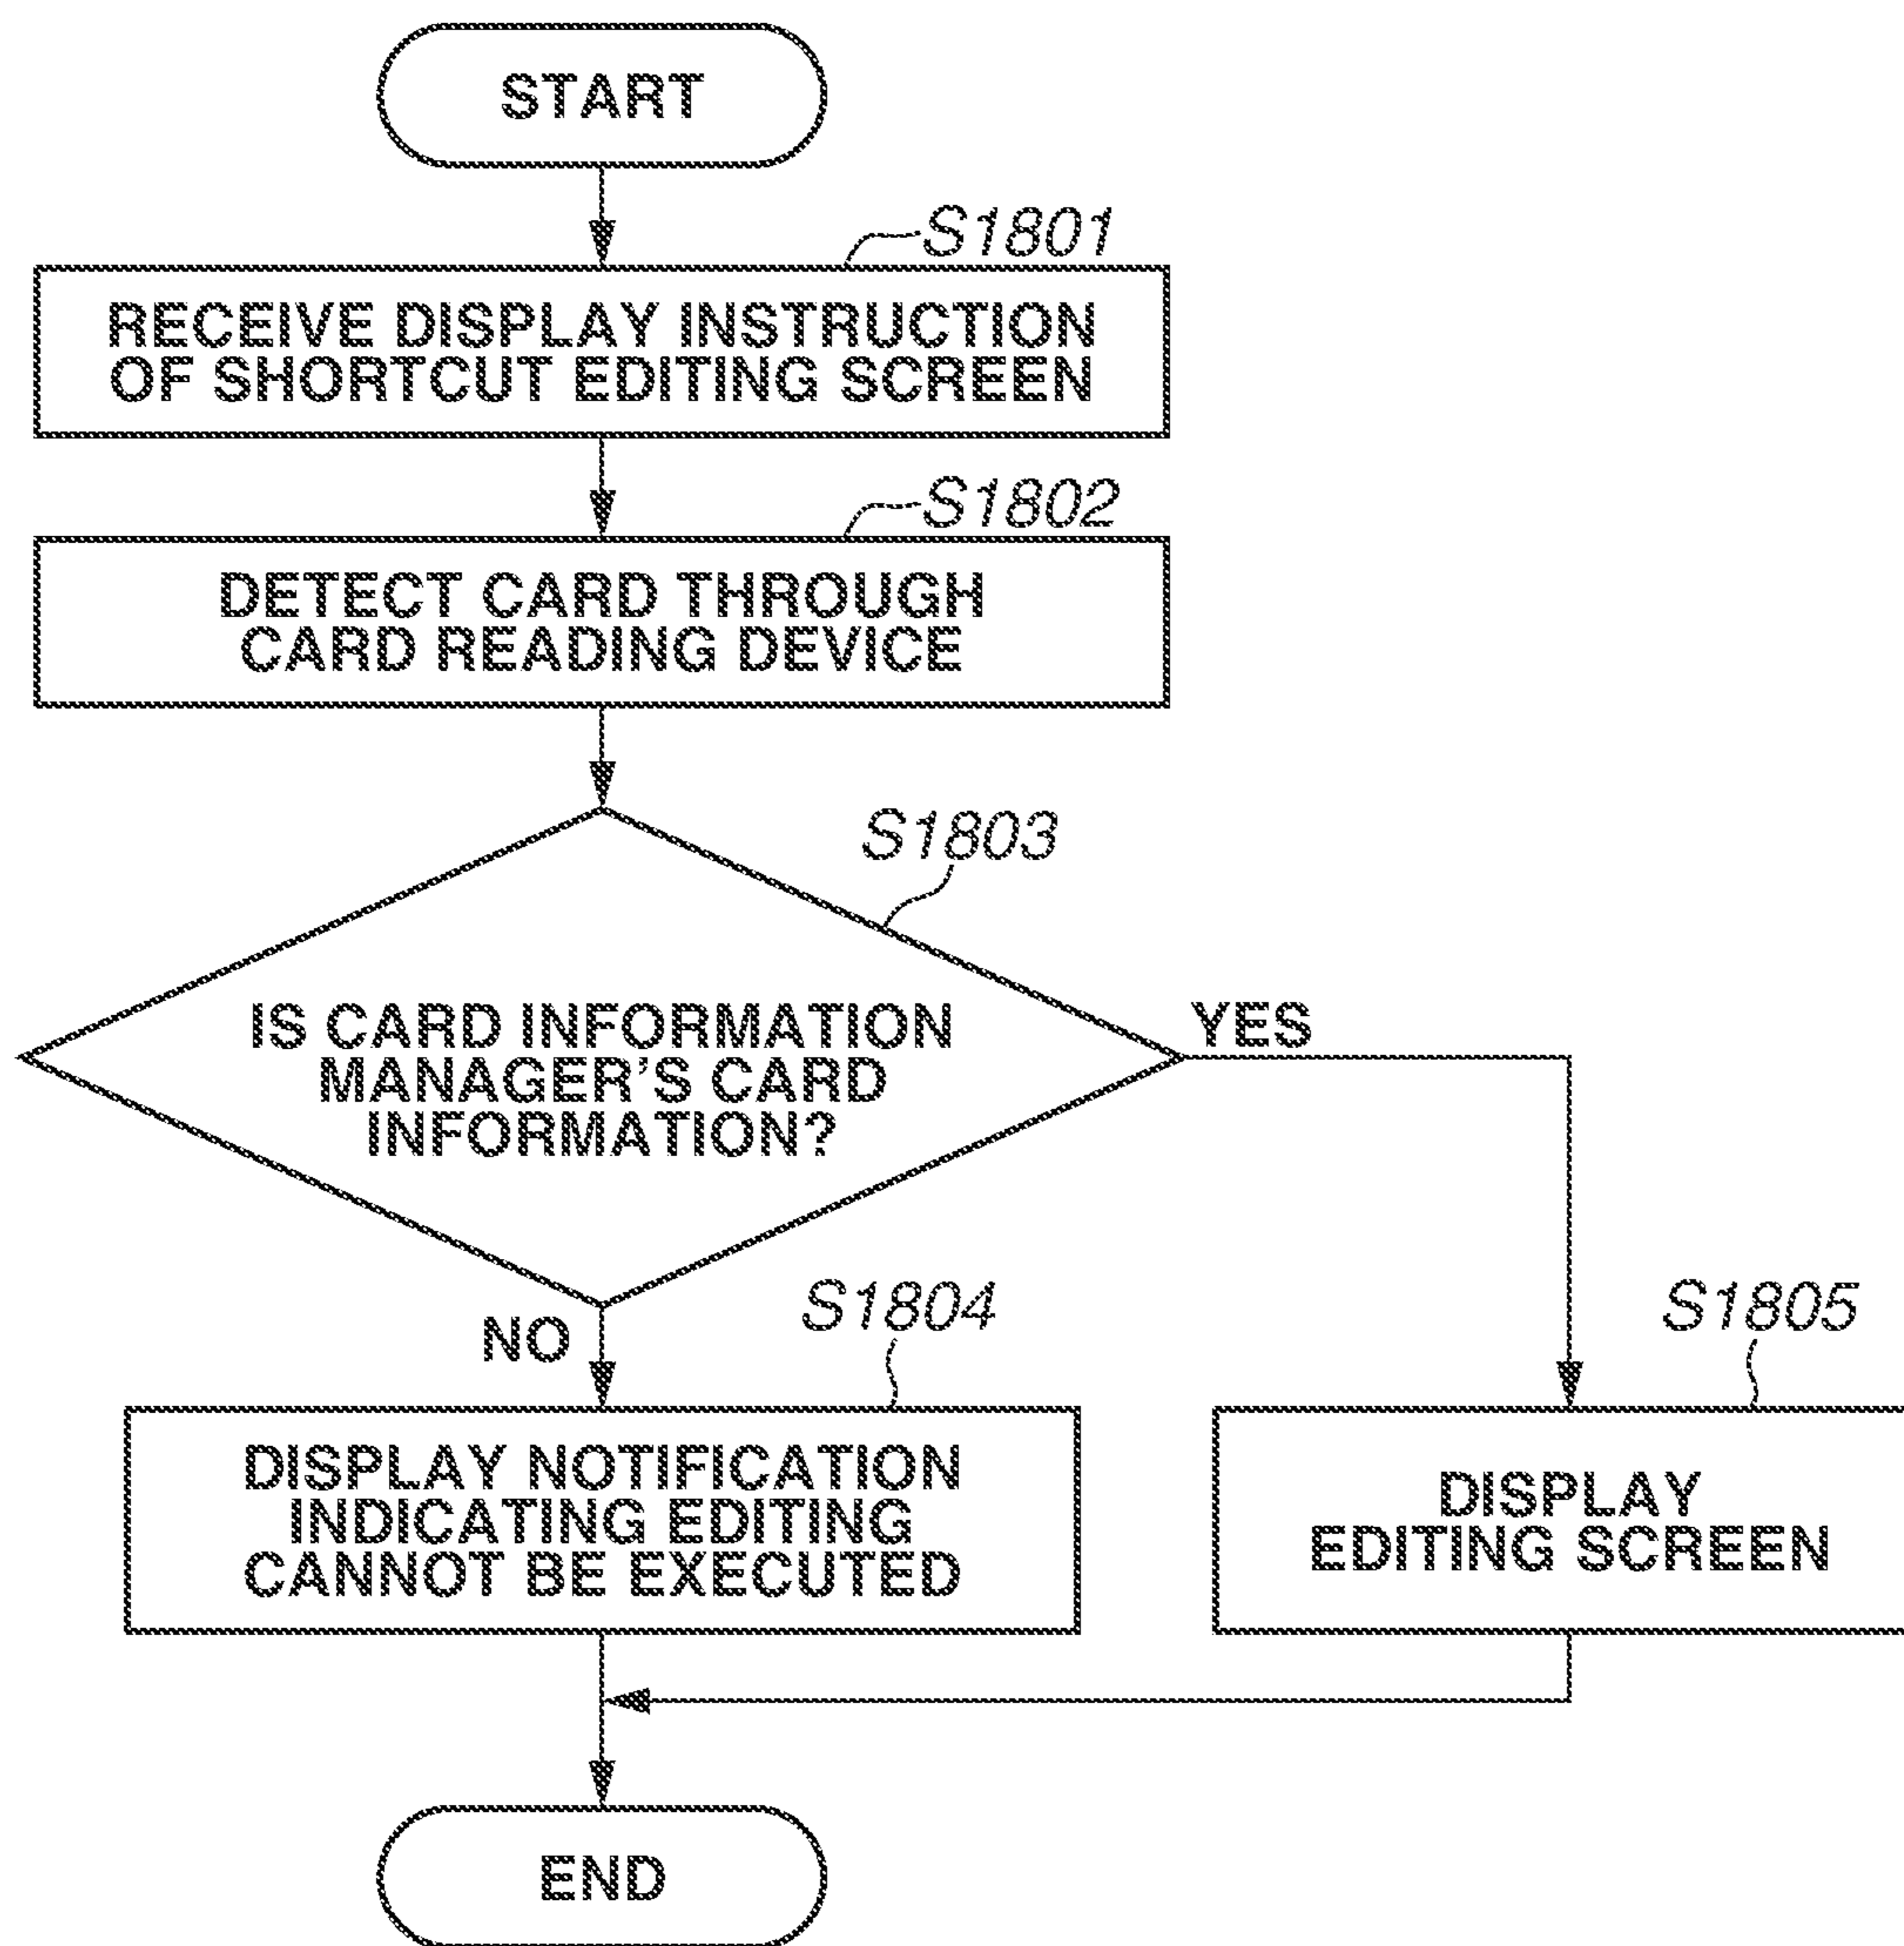 START
S1801
RECEIVE DISPLAY INSTRUCTION
OF SHORTCUT EDITING SCREEN
S1802
DETECT CARD THROUGH
CARD READING DEVICE
S1803
IS CARD INFORMATION
MANAGER'S CARD
INFORMATION?
YES
NO
S1804
DISPLAY NOTIFICATION
INDICATING EDITING
CANNOT BE EXECUTED
S1805
DISPLAY
EDITING SCREEN
END